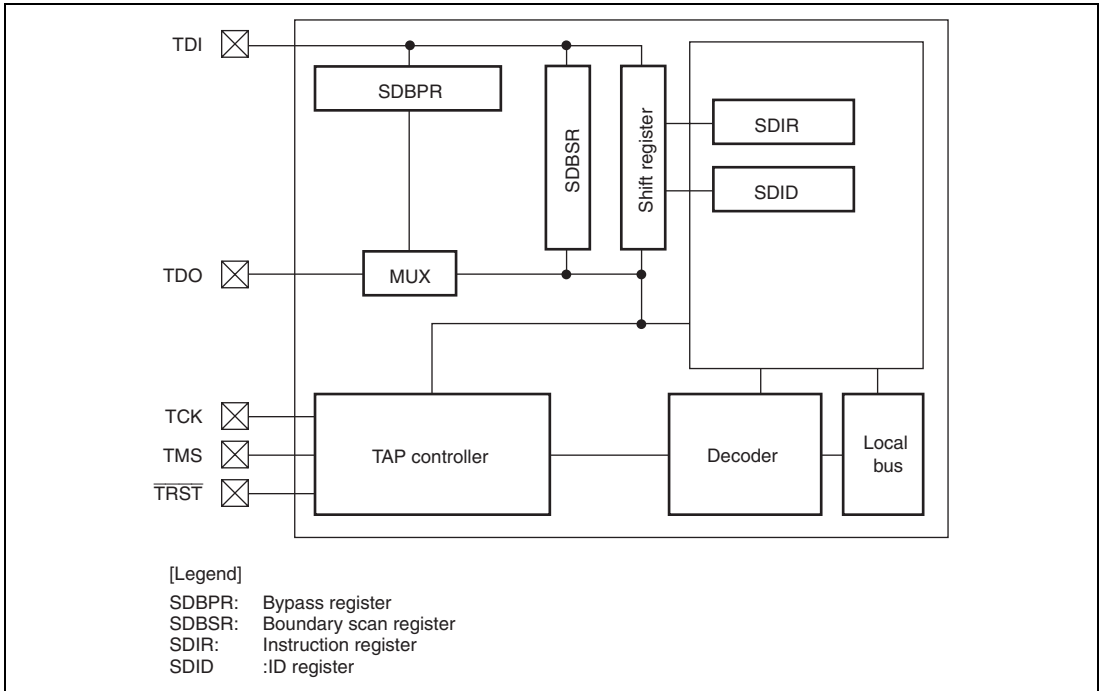 TDI
SDBPR
SDBSR
Shift register
SDIR
SDID
TDO
MUX
TCK
TMS
TRST
TAP controller
Decoder
Local
bus
[Legend]
SDBPR: Bypass register
SDBSR: Boundary scan register
SDIR: Instruction register
SDID :ID register